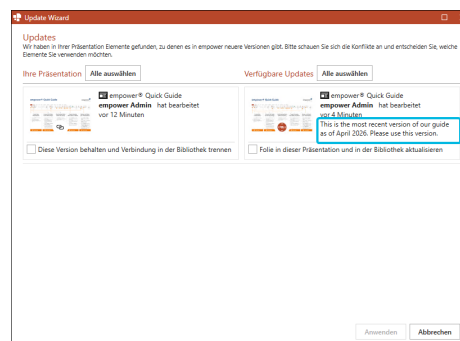 Update Wizard
Updates
Wir haben in Ihrer Präsentation Elemente gefunden, zu denen es in empower neuere Versionen gibt. Bitte schauen Sie sich die Konflikte an und entscheiden Sie, welche
Elemente Sie verwenden möchten.
Ihre Präsentation Alle auswählen
Verfügbare Updates Alle auswählen
empower® Quick Guide
empower Admin hat bearbeitet
vor 12 Minuten
Diese Version behalten und Verbindung in der Bibliothek trennen
empower® Quick Guide
empower Admin hat bearbeitet
vor 4 Minuten
This is the most recent version of our guide
as of April 2026. Please use this version.
Folie in dieser Präsentation und in der Bibliothek aktualisieren
Anwenden Abbrechen